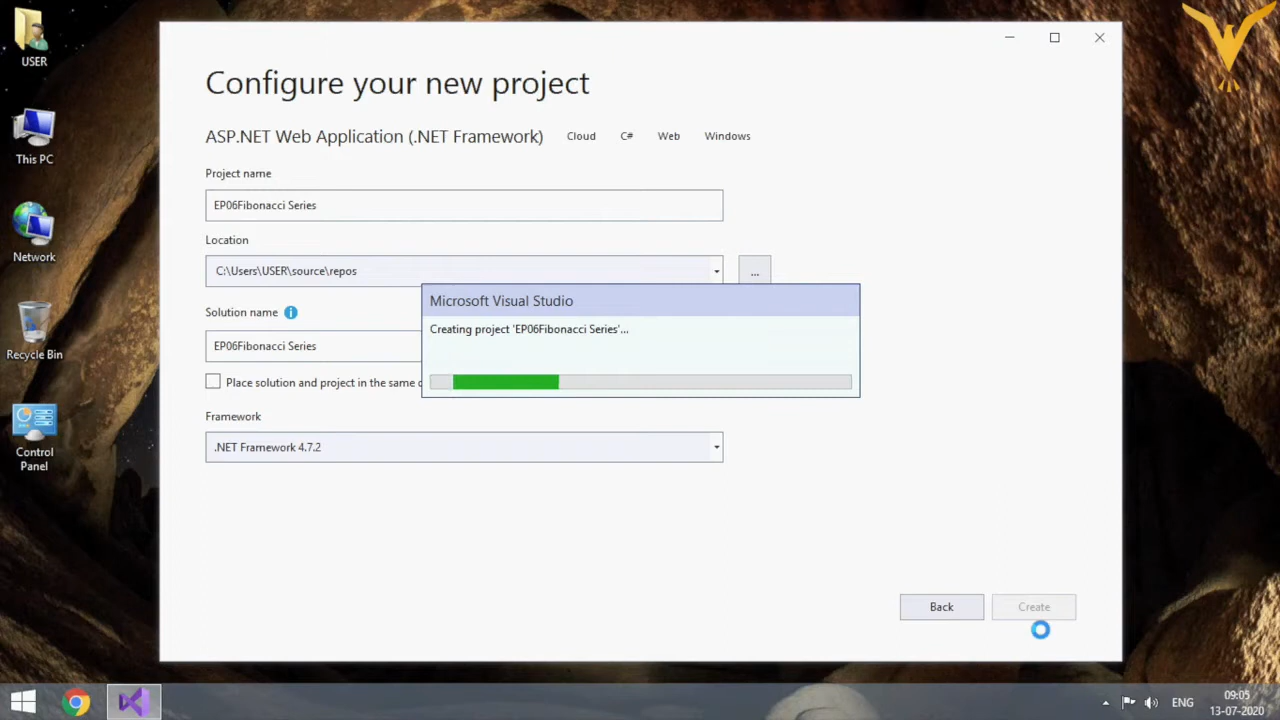 USER
This PC
Network
Recycle Bin
Control
Panel
Configure your new project
ASP.NET Web Application (.NET Framework) Cloud C# Web Windows
Project name
EP06Fibonacci Series
Location
C:\Users\USER\source\repos
...
Solution name
EP06Fibonacci Series
Place solution and project in the same
Microsoft Visual Studio
Creating project 'EP06Fibonacci Series'...
Framework
.NET Framework 4.7.2
Back Create
ENG
09:05
13-07-2020